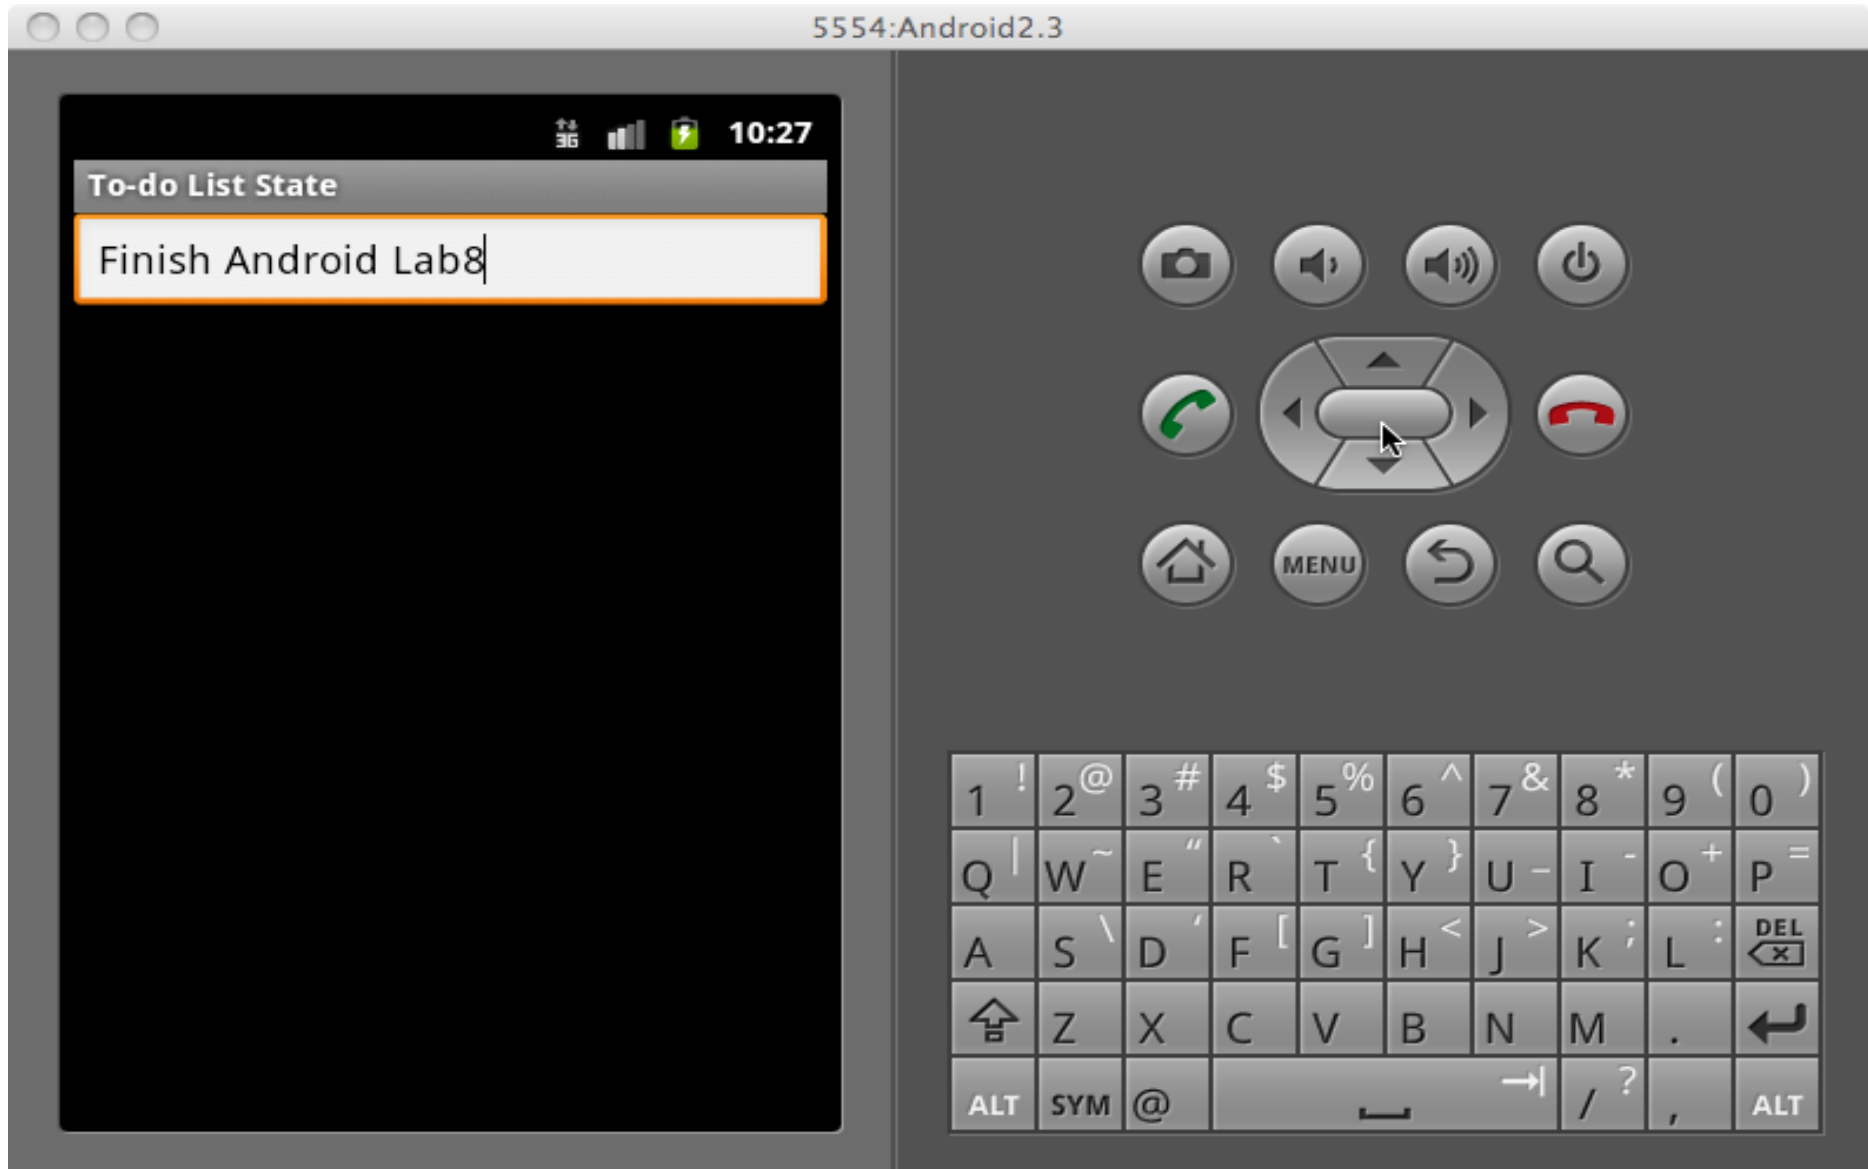 5554:Android2.3
3G 10:27
To-do List State
Finish Android Lab8
MENU
1 ! 2 @ 3 # 4 $ 5 % 6 ^ 7 & 8 * 9 ( 0 )
Q | W ~ E “ R ` T { Y } U _ I - O + P =
A S \ D ‘ F [ G ] H < J > K ; L : DEL
Z X C V B N M .
ALT SYM @ / ? , ALT